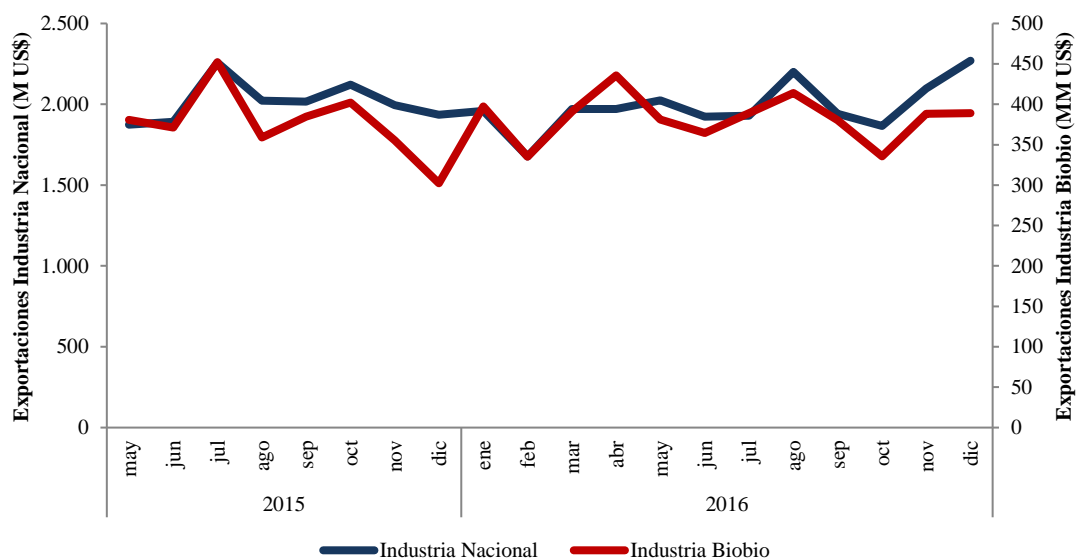 Exportaciones Industria Nacional (M US$)
2.500
2.000
1.500
1.000
500
0
500
450
400
350
300
250
200
150
100
50
0
Exportaciones Industria Biobio (MM US$)
may
jun
jul
ago
sep
oct
nov
dic
ene
feb
mar
abr
may
jun
jul
ago
sep
oct
nov
dic
2015
2016
Industria Nacional
Industria Biobio